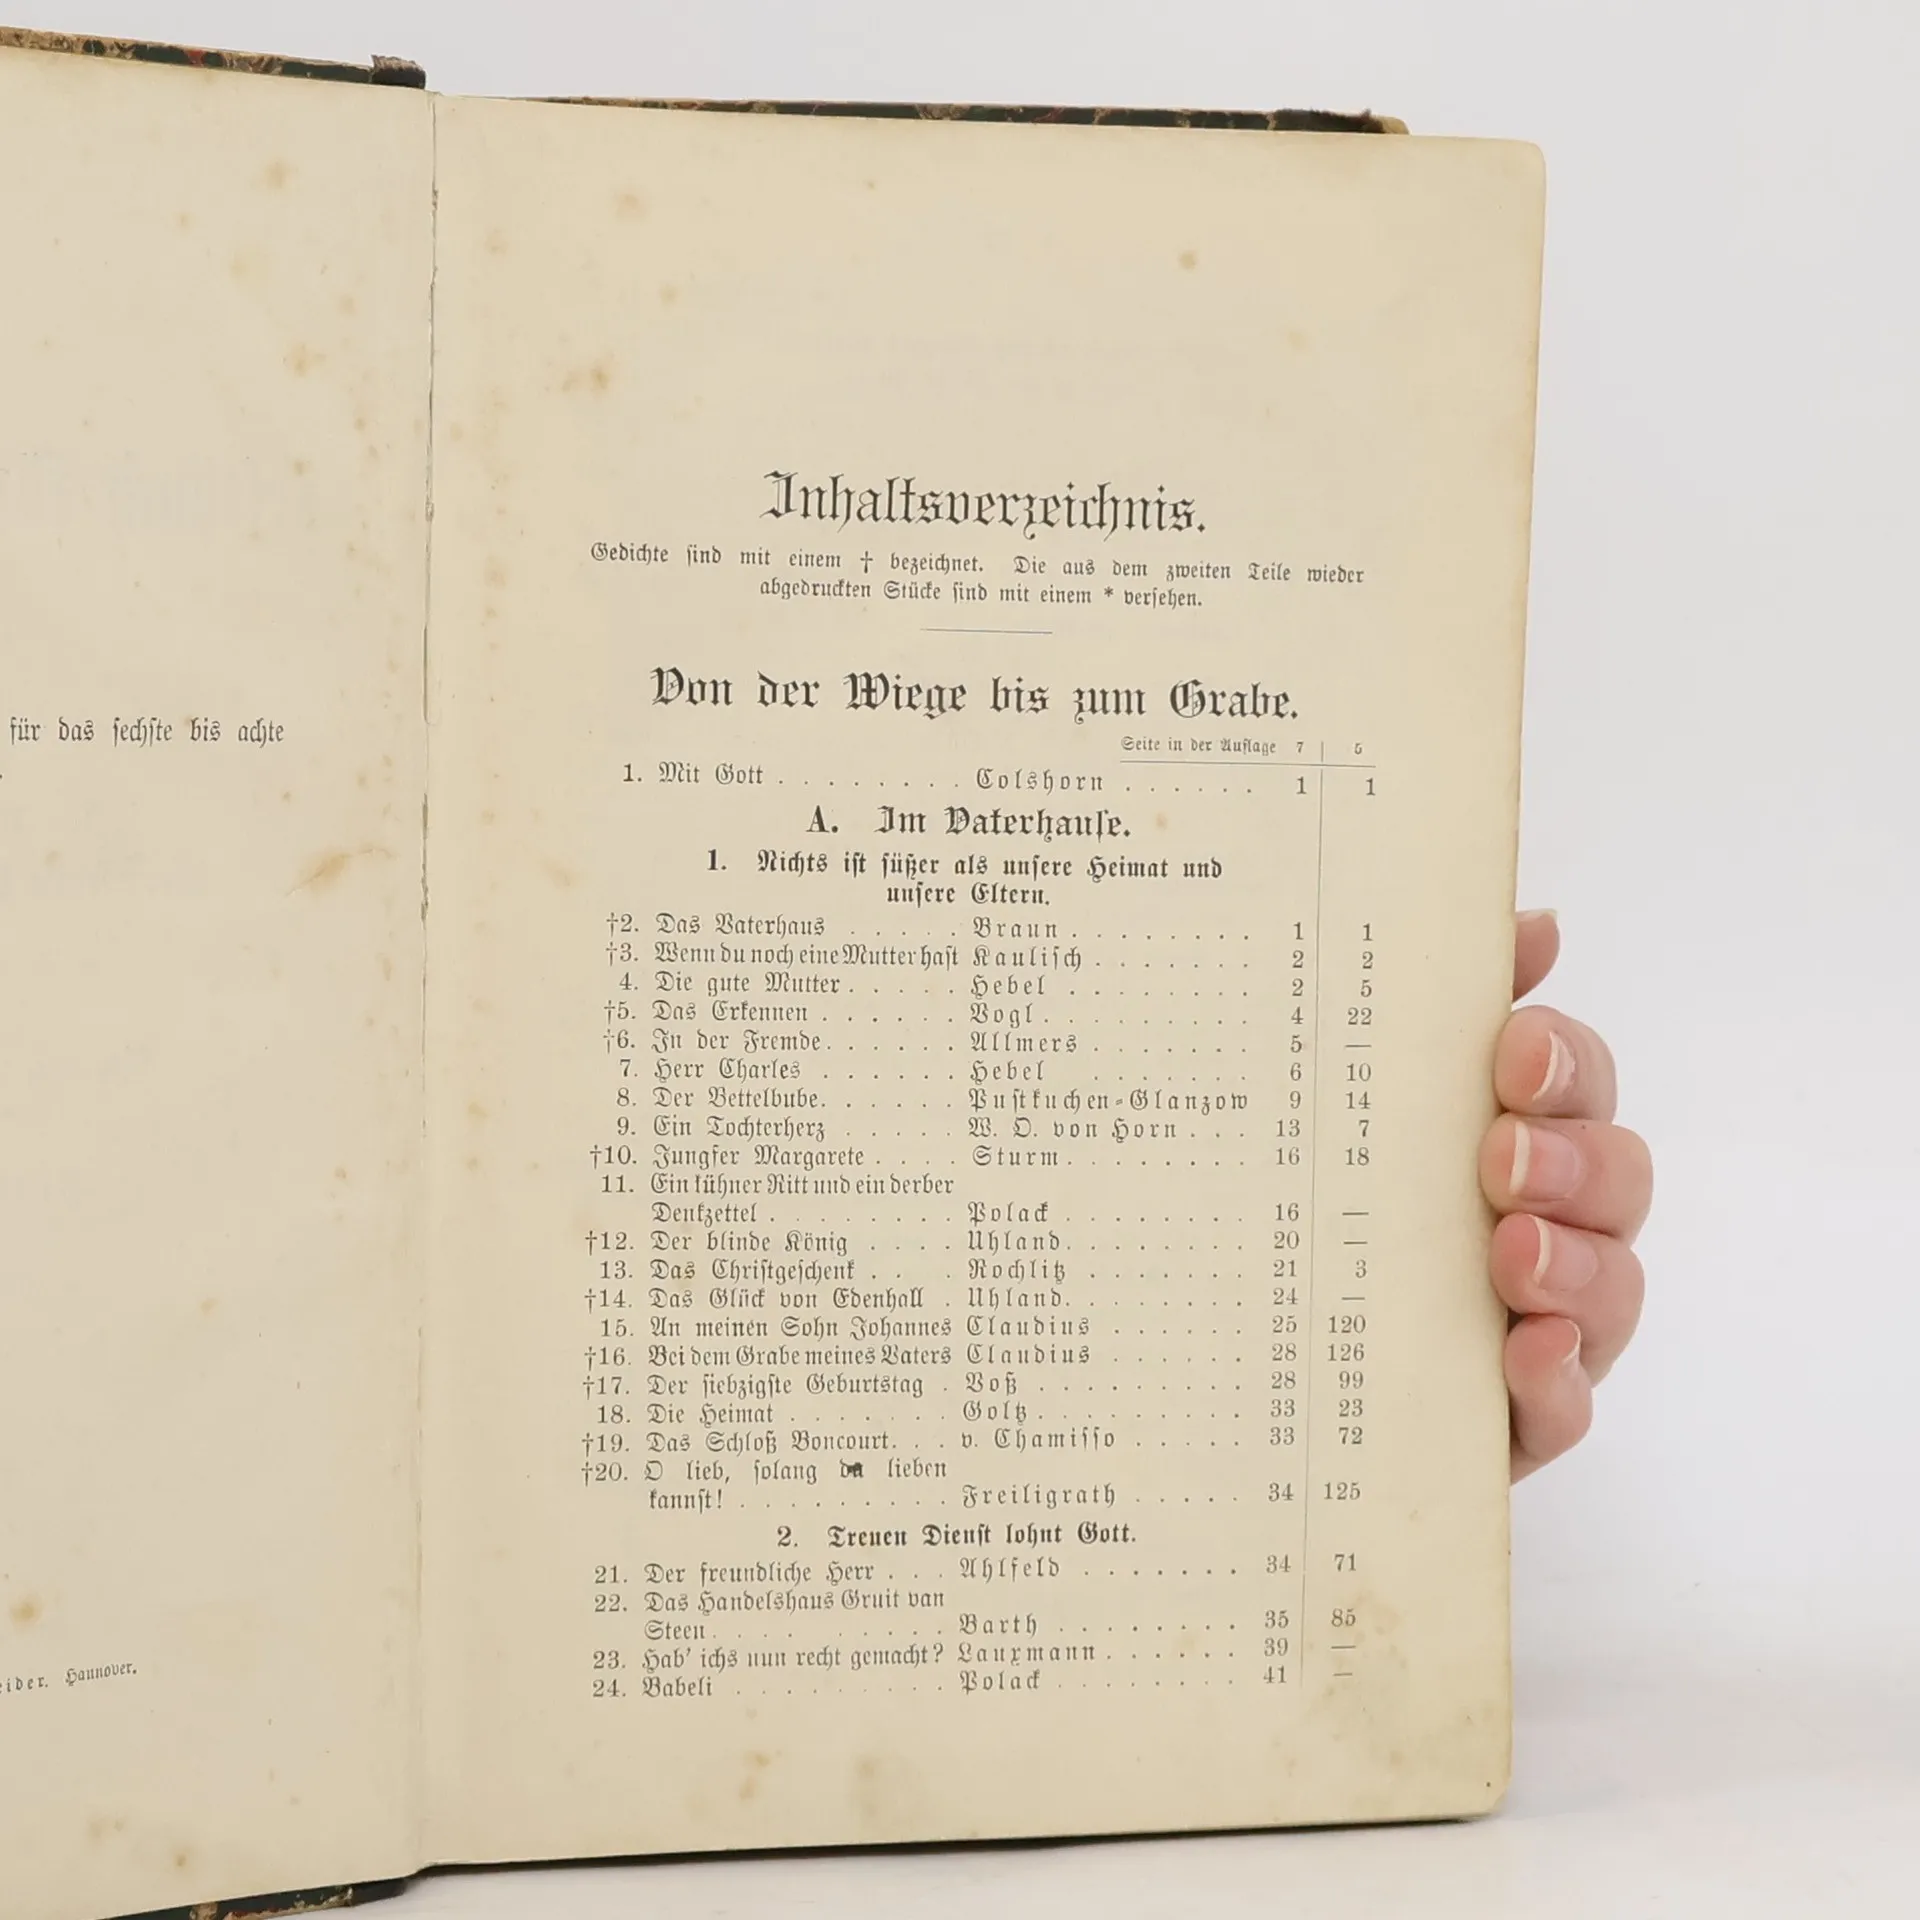 für das sechste bis achte
eider. Hannover.
Inhaltsverzeichnis.
Gedichte sind mit einem † bezeichnet. Die aus dem zweiten Teile wieder
abgedruckten Stücke sind mit einem * versehen.
Von der Wiege bis zum Grabe.
Seite in der Auflage 7 | 5
1. Mit Gott . . . . . . . . Colshorn . . . . . . 1 1
A. Im Vaterhause.
1. Nichts ist süßer als unsere Heimat und
unsere Eltern.
†2. Das Vaterhaus . . . . . Braun . . . . . . . . 1 1
†3. Wenn du noch eine Mutter hast Kaulisch . . . . . . . 2 2
4. Die gute Mutter . . . . . Hebel . . . . . . . . 2 5
†5. Das Erkennen . . . . . . Vogl . . . . . . . . . 4 22
†6. In der Fremde . . . . . . Allmers . . . . . . . 5 —
7. Herr Charles . . . . . . Hebel . . . . . . . 6 10
8. Der Bettelbube . . . . . . Pustkuchen-Glanzow 9 14
9. Ein Tochterherz . . . . . W. O. von Horn . . . 13 7
†10. Jungfer Margarete . . . . Sturm . . . . . . . . 16 18
11. Ein kühner Ritt und ein derber
Denkzettel . . . . . . . . Polack . . . . . . . . 16 —
†12. Der blinde König . . . . Uhland . . . . . . . . 20 —
13. Das Christgeschenk . . . Rochlitz . . . . . . . 21 3
†14. Das Glück von Edenhall . Uhland . . . . . . . . 24 —
15. An meinen Sohn Johannes Claudius . . . . . . 25 120
†16. Bei dem Grabe meines Vaters Claudius . . . . . . 28 126
†17. Der siebzigste Geburtstag . Voß . . . . . . . . . 28 99
18. Die Heimat . . . . . . . Goltz . . . . . . . . . 33 23
†19. Das Schloß Boncourt . . . v. Chamisso . . . . . 33 72
†20. O lieb, solang du lieben
kannst! . . . . . . . . . Freiligrath . . . . . 34 125
2. Treuen Dienst lohnt Gott.
21. Der freundliche Herr . . . Ahlfeld . . . . . . . 34 71
22. Das Handelshaus Gruit van
Steen . . . . . . . . . Barth . . . . . . . . 35 85
23. Hab' ichs nun recht gemacht? Lauxmann . . . . . . 39 —
24. Babeli . . . . . . . . . Polack . . . . . . . . 41 —